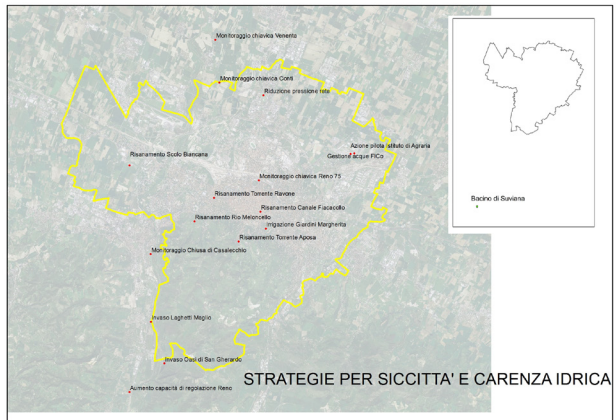 Monitoraggio chiavica Venenta
Monitoraggio chiavica Conti
Riduzione pressione rete
Azione pilota Istituto di Agraria
Gestione acque FICo
Risanamento Scolo Biancana
Monitoraggio chiavica Reno 75
Risanamento Torrente Ravone
Risanamento Canale Fiacacollo
Risanamento Rio Meloncello
Irrigazione Giardini Margherita
Risanamento Torrente Aposa
Monitoraggio Chiusa di Casalecchio
Invaso Laghetti Maglio
Invaso Oasi di San Gherardo
Aumento capacità di regolazione Reno
Bacino di Suviana
STRATEGIE PER SICCITTA' E CARENZA IDRICA